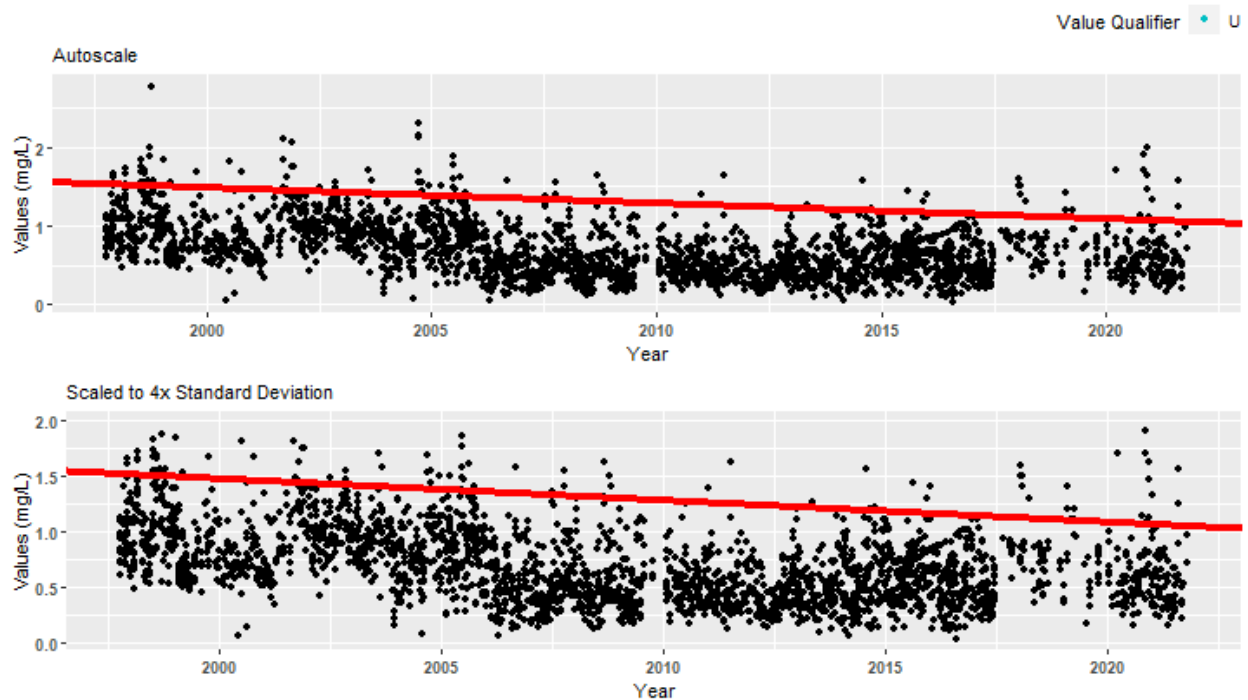 Value Qualifier U
Autoscale
Values (mg/L)
2
1
0
2000 2005 2010 2015 2020
Year
Scaled to 4x Standard Deviation
Values (mg/L)
2.0
1.5
1.0
0.5
0.0
2000 2005 2010 2015 2020
Year